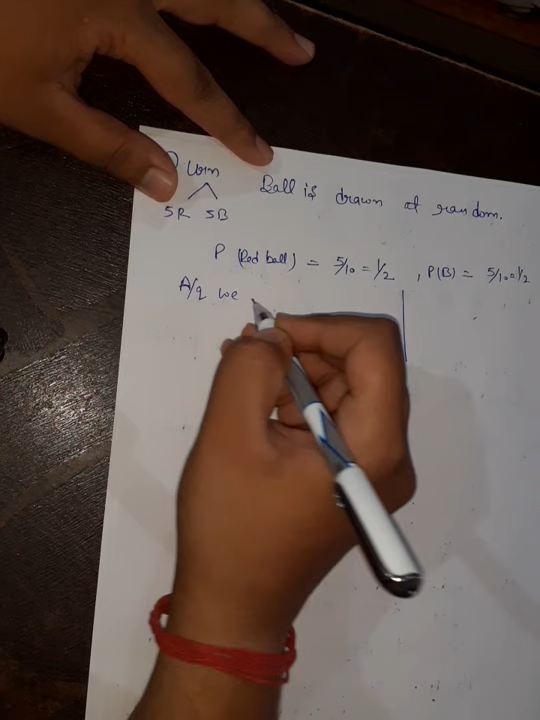 Urn Ball is drawn at random.
5R 5B
P (Red ball) = 5/10 = 1/2 , P(B) = 5/10 = 1/2
A/q we